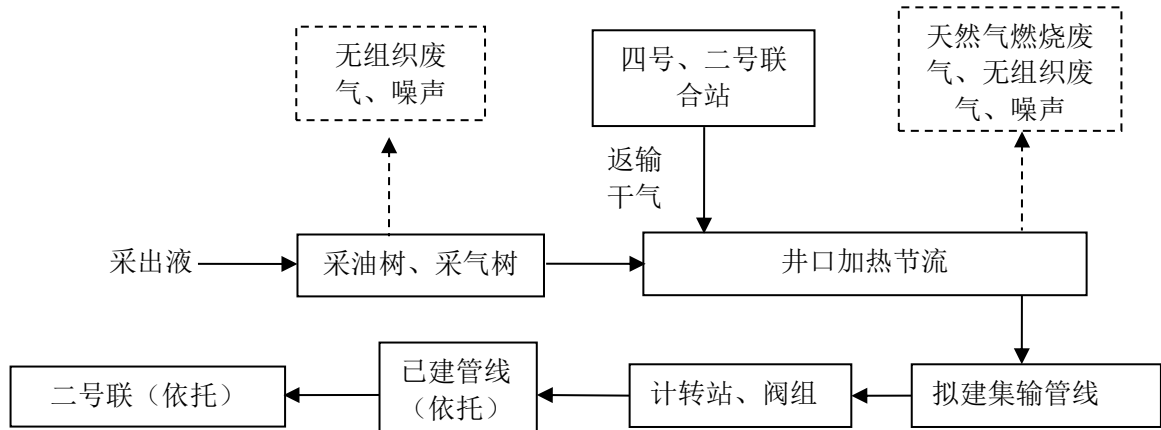 无组织废
气、噪声
四号、二号联
合站
天然气燃烧废
气、无组织废
气、噪声
返输
干气
采出液
采油树、采气树
井口加热节流
二号联（依托）
已建管线
（依托）
计转站、阀组
拟建集输管线